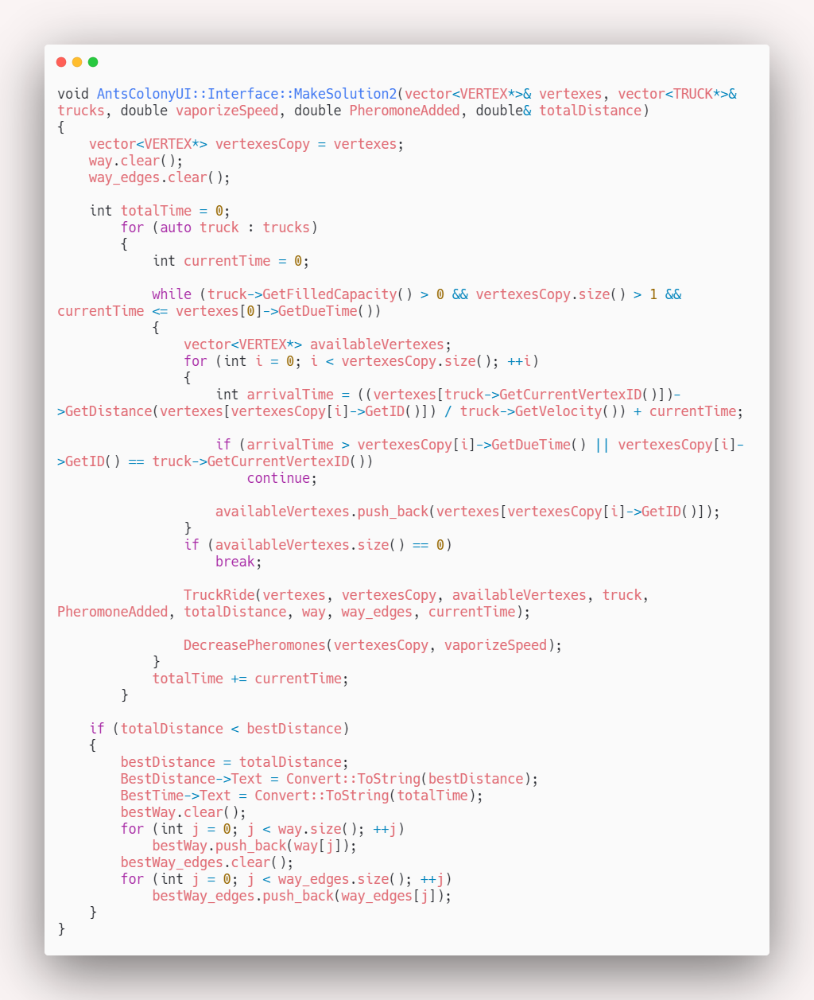 void AntsColonyUI::Interface::MakeSolution2(vector<VERTEX*>& vertexes, vector<TRUCK*>&
trucks, double vaporizeSpeed, double PheromoneAdded, double& totalDistance)
{
    vector<VERTEX*> vertexesCopy = vertexes;
    way.clear();
    way_edges.clear();

    int totalTime = 0;
        for (auto truck : trucks)
        {
            int currentTime = 0;

            while (truck->GetFilledCapacity() > 0 && vertexesCopy.size() > 1 &&
currentTime <= vertexes[0]->GetDueTime())
            {
                vector<VERTEX*> availableVertexes;
                for (int i = 0; i < vertexesCopy.size(); ++i)
                {
                    int arrivalTime = ((vertexes[truck->GetCurrentVertexID()])-
>GetDistance(vertexes[vertexesCopy[i]->GetID()]) / truck->GetVelocity()) + currentTime;

                    if (arrivalTime > vertexesCopy[i]->GetDueTime() || vertexesCopy[i]-
>GetID() == truck->GetCurrentVertexID())
                        continue;

                    availableVertexes.push_back(vertexes[vertexesCopy[i]->GetID()]);
                }
                if (availableVertexes.size() == 0)
                    break;

                TruckRide(vertexes, vertexesCopy, availableVertexes, truck,
PheromoneAdded, totalDistance, way, way_edges, currentTime);

                DecreasePheromones(vertexesCopy, vaporizeSpeed);
            }
            totalTime += currentTime;
        }

    if (totalDistance < bestDistance)
    {
        bestDistance = totalDistance;
        BestDistance->Text = Convert::ToString(bestDistance);
        BestTime->Text = Convert::ToString(totalTime);
        bestWay.clear();
        for (int j = 0; j < way.size(); ++j)
            bestWay.push_back(way[j]);
        bestWay_edges.clear();
        for (int j = 0; j < way_edges.size(); ++j)
            bestWay_edges.push_back(way_edges[j]);
    }
}